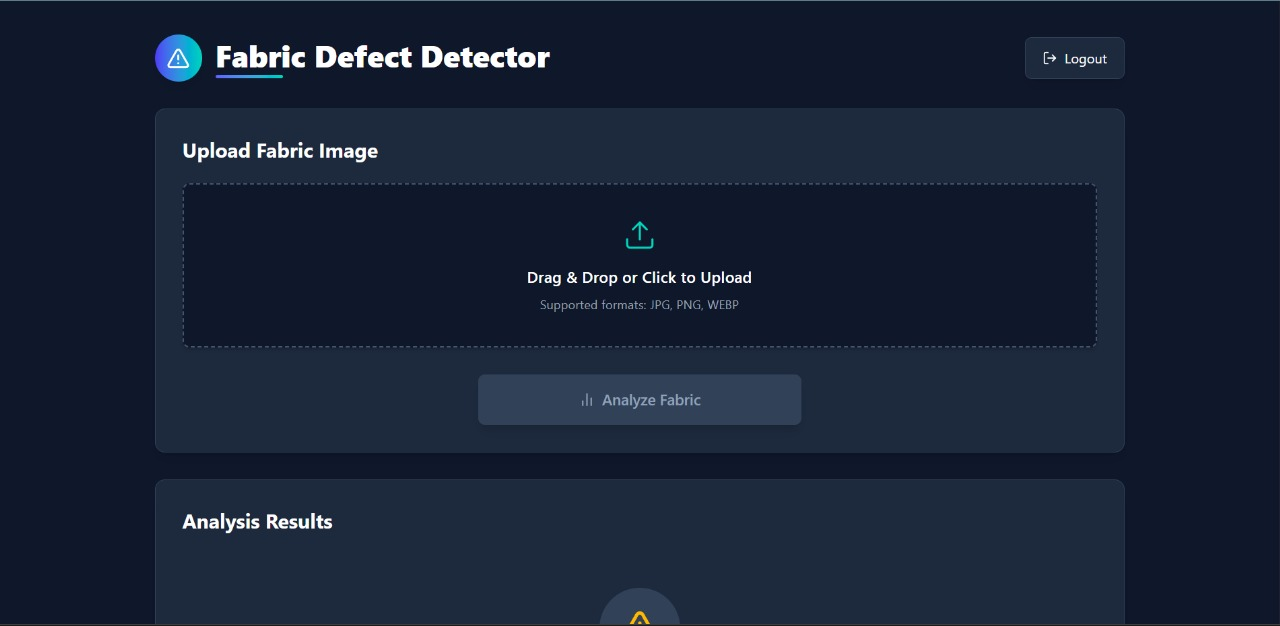 Fabric Defect Detector
Logout
Upload Fabric Image
Drag & Drop or Click to Upload
Supported formats: JPG, PNG, WEBP
Analyze Fabric
Analysis Results